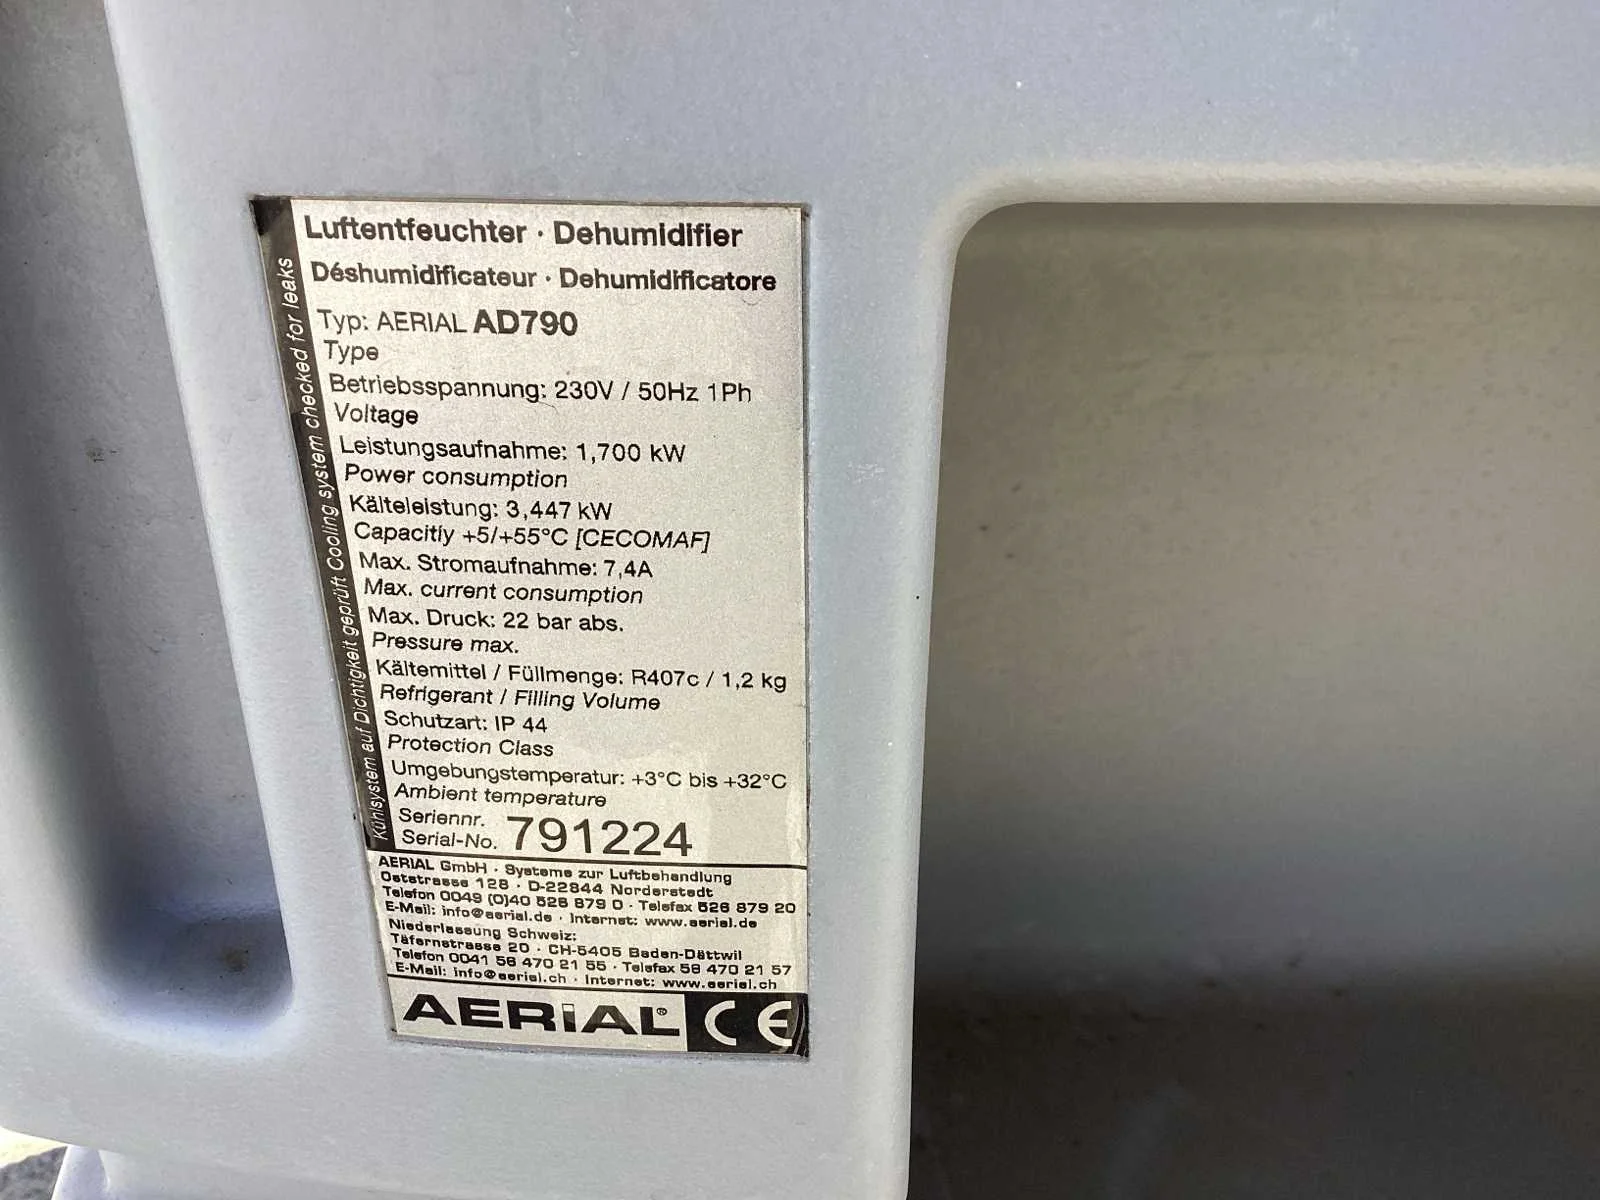 Luftentfeuchter · Dehumidifier
Déshumidificateur · Dehumidificatore
Typ: AERIAL AD790
Type
Betriebsspannung: 230V / 50Hz 1Ph
Voltage
Leistungsaufnahme: 1,700 kW
Power consumption
Kälteleistung: 3,447 kW
Capacitiy +5/+55°C [CECOMAF]
Max. Stromaufnahme: 7,4A
Max. current consumption
Max. Druck: 22 bar abs.
Pressure max.
Kältemittel / Füllmenge: R407c / 1,2 kg
Refrigerant / Filling Volume
Schutzart: IP 44
Protection Class
Umgebungstemperatur: +3°C bis +32°C
Ambient temperature
Seriennr.
Serial-No. 791224
Kühlsystem auf Dichtigkeit geprüft Cooling system checked for leaks
AERIAL GmbH · Systeme zur Luftbehandlung
Oststrasse 128 · D-22844 Norderstedt
Telefon 0049 (0)40 526 879 0 · Telefax 526 879 20
E-Mail: info@aerial.de · Internet: www.aerial.de
Niederlassung Schweiz:
Täfernstrasse 20 · CH-5405 Baden-Dättwil
Telefon 0041 56 470 21 55 · Telefax 56 470 21 57
E-Mail: info@aerial.ch · Internet: www.aerial.ch
AERiAL® CE